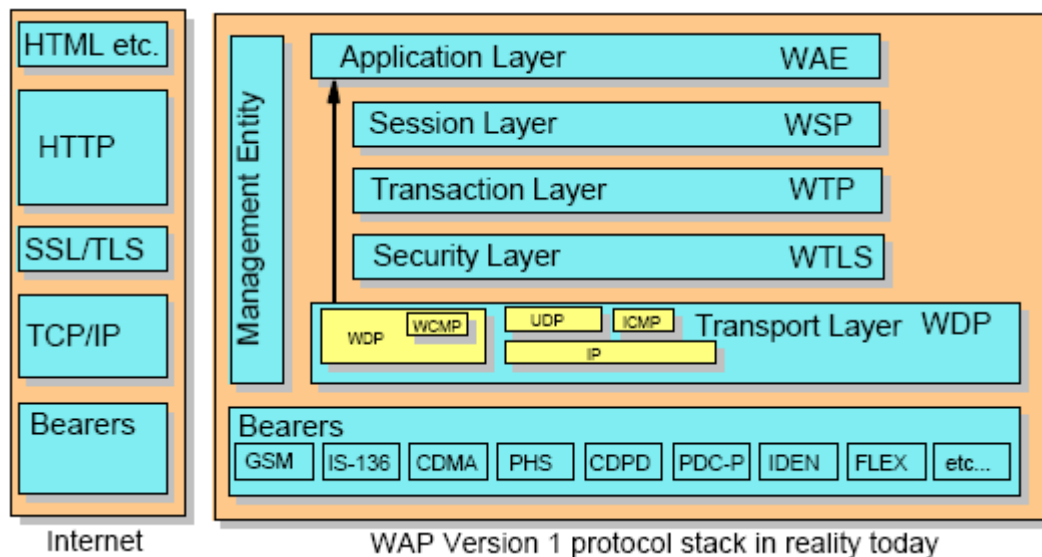 HTML etc.
HTTP
SSL/TLS
TCP/IP
Bearers
Internet
Management Entity
Application Layer WAE
Session Layer WSP
Transaction Layer WTP
Security Layer WTLS
WDP WCMP UDP ICMP Transport Layer WDP
IP
Bearers
GSM IS-136 CDMA PHS CDPD PDC-P IDEN FLEX etc...
WAP Version 1 protocol stack in reality today